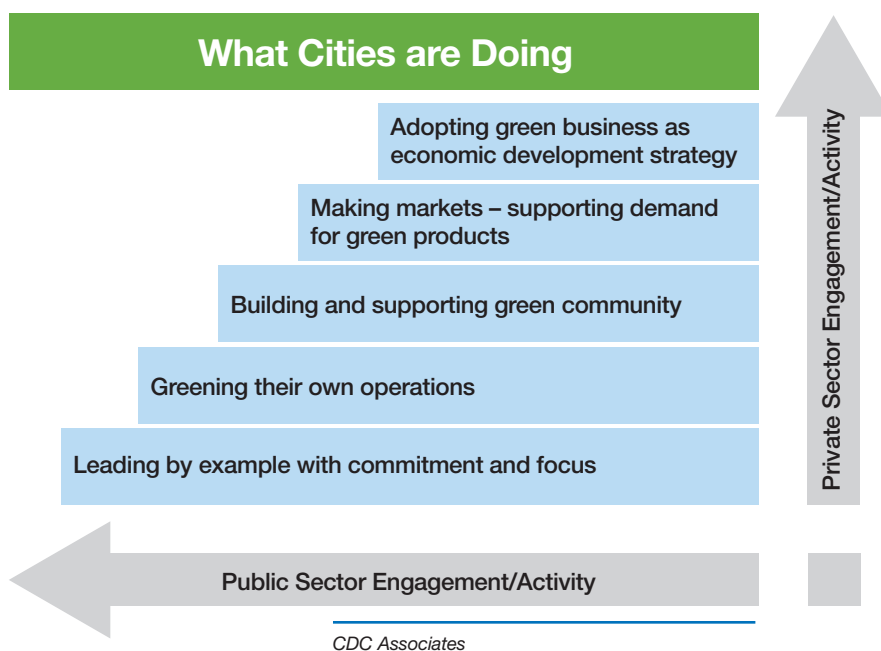 What Cities are Doing
Adopting green business as
economic development strategy
Making markets – supporting demand
for green products
Building and supporting green community
Greening their own operations
Leading by example with commitment and focus
Private Sector Engagement/Activity
Public Sector Engagement/Activity
CDC Associates